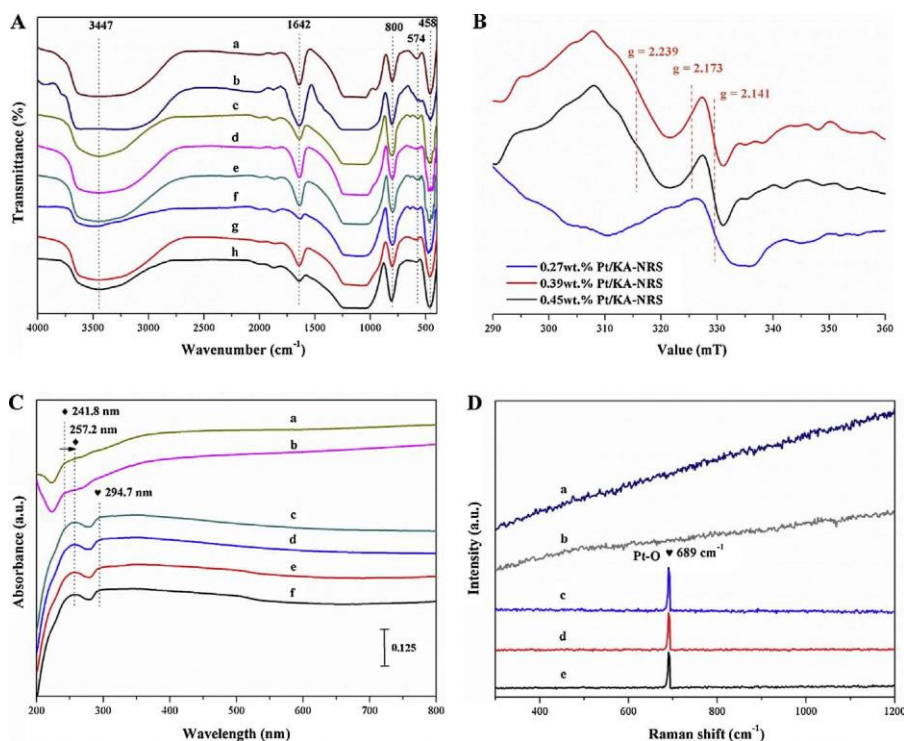 A
3447
1642
800
574
458
a
b
c
d
e
f
g
h
Transmittance (%)
4000
3500
3000
2500
2000
1500
1000
500
Wavenumber (cm⁻¹)
B
g = 2.239
g = 2.173
g = 2.141
0.27wt.% Pt/KA-NRS
0.39wt.% Pt/KA-NRS
0.45wt.% Pt/KA-NRS
290
300
310
320
330
340
350
360
Value (mT)
C
♦ 241.8 nm
257.2 nm
♦
♥ 294.7 nm
a
b
c
d
e
f
0.125
Absorbance (a.u.)
200
300
400
500
600
700
800
Wavelength (nm)
D
a
b
Pt-O ♥ 689 cm⁻¹
c
d
e
Intensity (a.u.)
400
600
800
1000
1200
Raman shift (cm⁻¹)